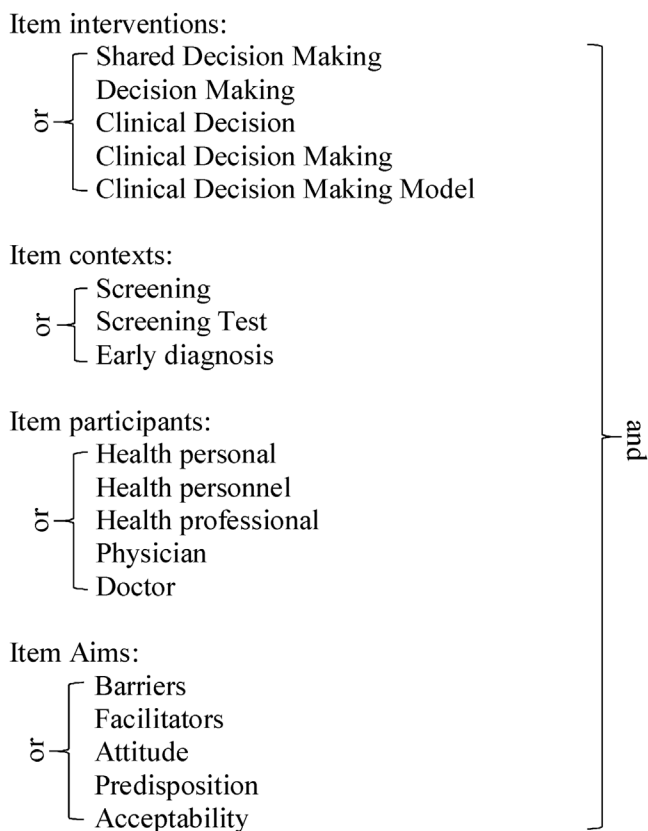 Item interventions:
Shared Decision Making
Decision Making
or
Clinical Decision
Clinical Decision Making
Clinical Decision Making Model
Item contexts:
Screening
or
Screening Test
Early diagnosis
Item participants:
Health personal
Health personnel
or
Health professional
Physician
Doctor
and
Item Aims:
Barriers
Facilitators
or
Attitude
Predisposition
Acceptability